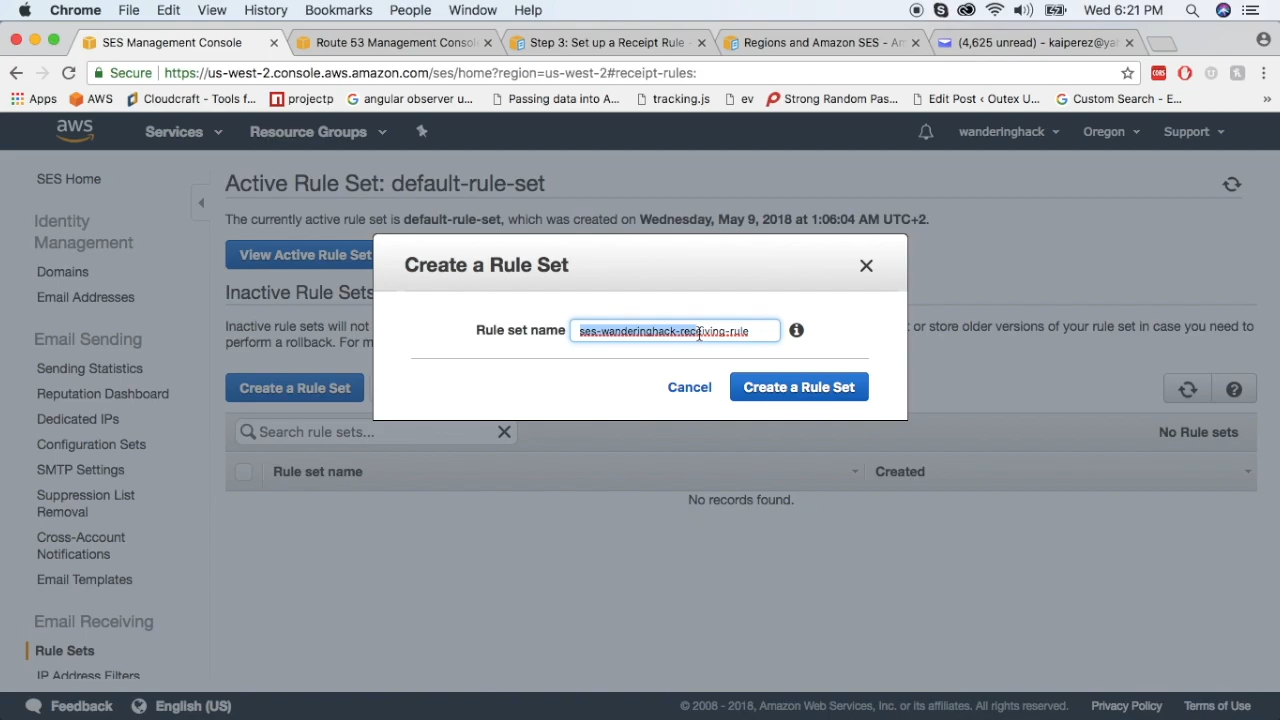 Chrome File Edit View History Bookmarks People Window Help Wed 6:21 PM
SES Management Console
Route 53 Management Conso
Step 3: Set up a Receipt Rule -
Regions and Amazon SES - Am
(4,625 unread) - kaiperez@ya
Secure https://us-west-2.console.aws.amazon.com/ses/home?region=us-west-2#receipt-rules:
Apps AWS Cloudcraft - Tools f... projectp angular observer u... Passing data into A... tracking.js ev Strong Random Pas... Edit Post ‹ Outex U... Custom Search - E... »
aws Services Resource Groups wanderinghack Oregon Support
SES Home
Identity
Management
Domains
Email Addresses
Email Sending
Sending Statistics
Reputation Dashboard
Dedicated IPs
Configuration Sets
SMTP Settings
Suppression List
Removal
Cross-Account
Notifications
Email Templates
Email Receiving
Rule Sets
IP Address Filters
Active Rule Set: default-rule-set
The currently active rule set is default-rule-set, which was created on Wednesday, May 9, 2018 at 1:06:04 AM UTC+2.
View Active Rule Set
Inactive Rule Sets
Inactive rule sets will not or store older versions of your rule set in case you need to
perform a rollback. For m
Create a Rule Set
Search rule sets... No Rule sets
Rule set name Created
No records found.
Create a Rule Set
Rule set name ses-wanderinghack-receiving-rule
Cancel Create a Rule Set
Feedback English (US) © 2008 - 2018, Amazon Web Services, Inc. or its affiliates. All rights reserved. Privacy Policy Terms of Use